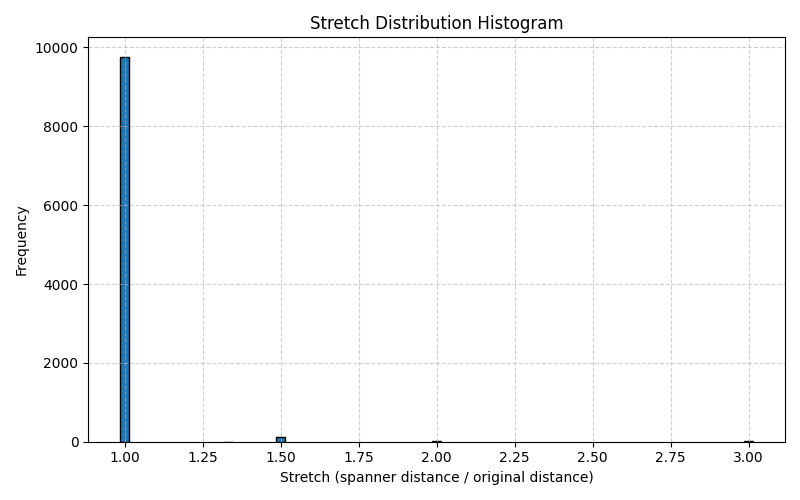 Stretch Distribution Histogram
10000
8000
6000
4000
2000
0
Frequency
1.00 1.25 1.50 1.75 2.00 2.25 2.50 2.75 3.00
Stretch (spanner distance / original distance)